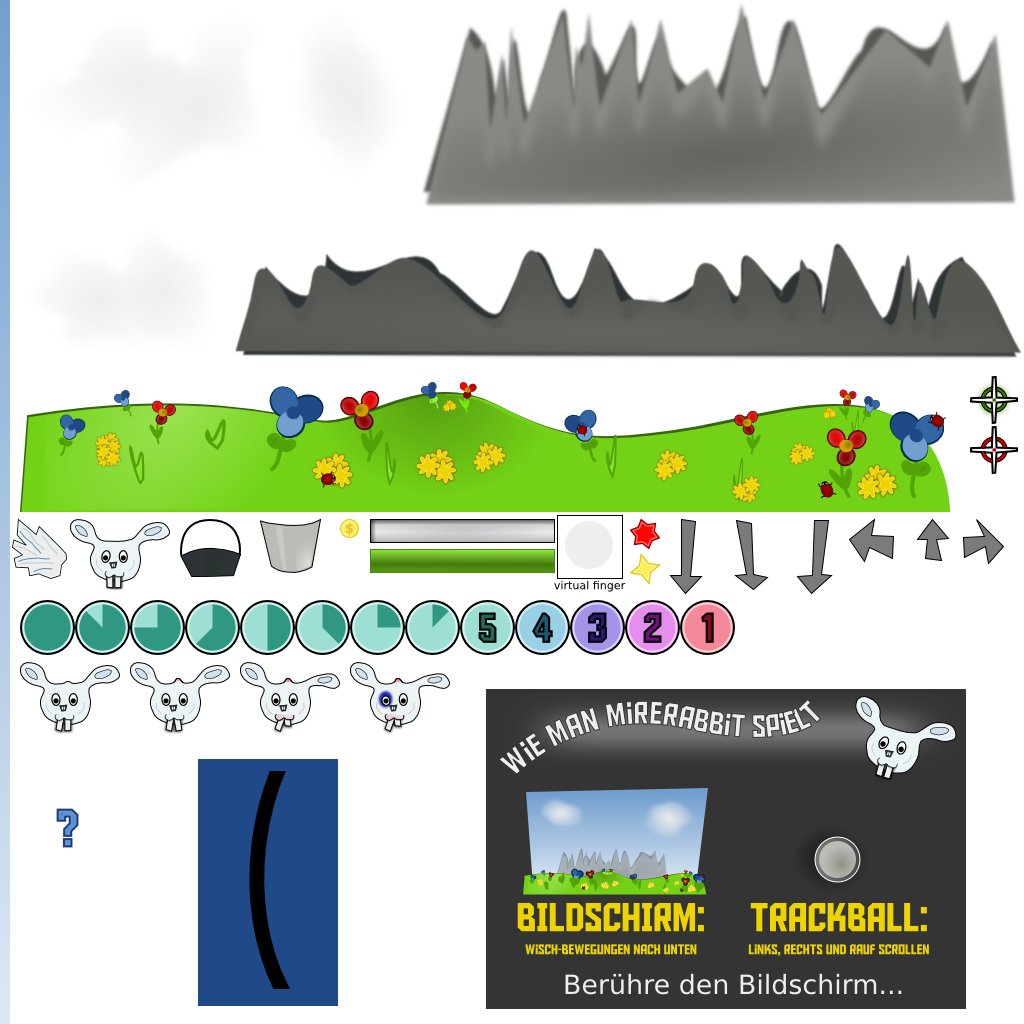 $
virtual finger
5 4 3 2 1
WiE MAN MiRERABBiT SPiELT
?
BILDSCHIRM:
TRACKBALL:
WiSCH-BEWEGUNGEN NACH UNTEN
LiNKS, RECHTS UND RAUF SCROLLEN
Berühre den Bildschirm...